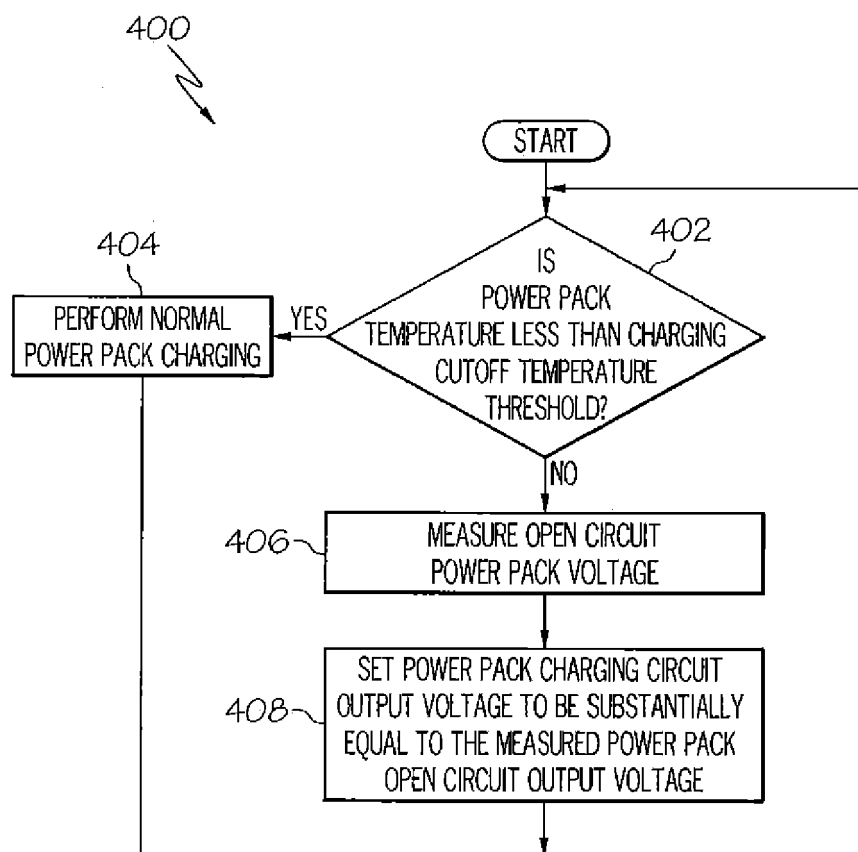 400
START
402
IS
POWER PACK
TEMPERATURE LESS THAN CHARGING
CUTOFF TEMPERATURE
THRESHOLD?
404
YES
PERFORM NORMAL
POWER PACK CHARGING
NO
406
MEASURE OPEN CIRCUIT
POWER PACK VOLTAGE
408
SET POWER PACK CHARGING CIRCUIT
OUTPUT VOLTAGE TO BE SUBSTANTIALLY
EQUAL TO THE MEASURED POWER PACK
OPEN CIRCUIT OUTPUT VOLTAGE